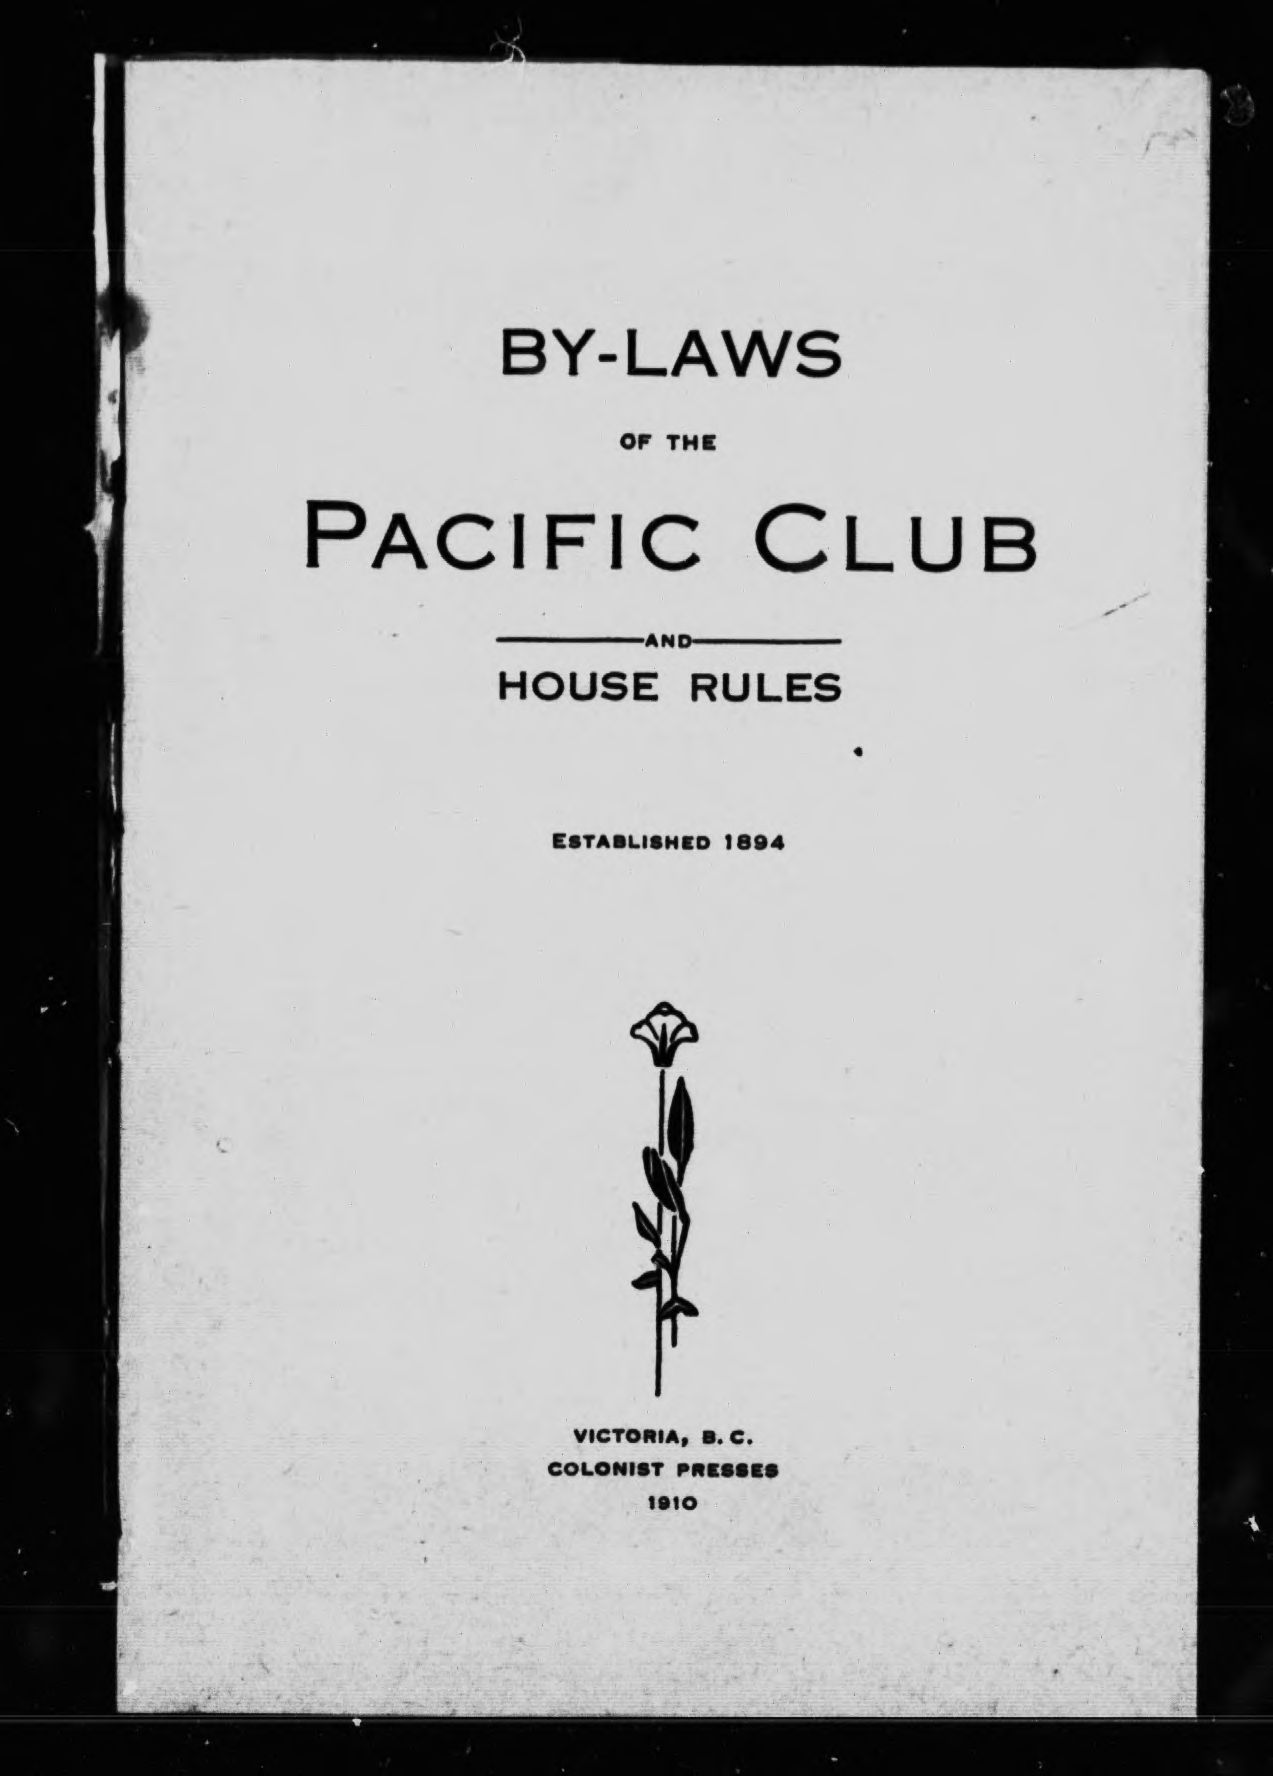 BY-LAWS
OF THE
PACIFIC CLUB
AND
HOUSE RULES
ESTABLISHED 1894
VICTORIA, B. C.
COLONIST PRESSES
1910